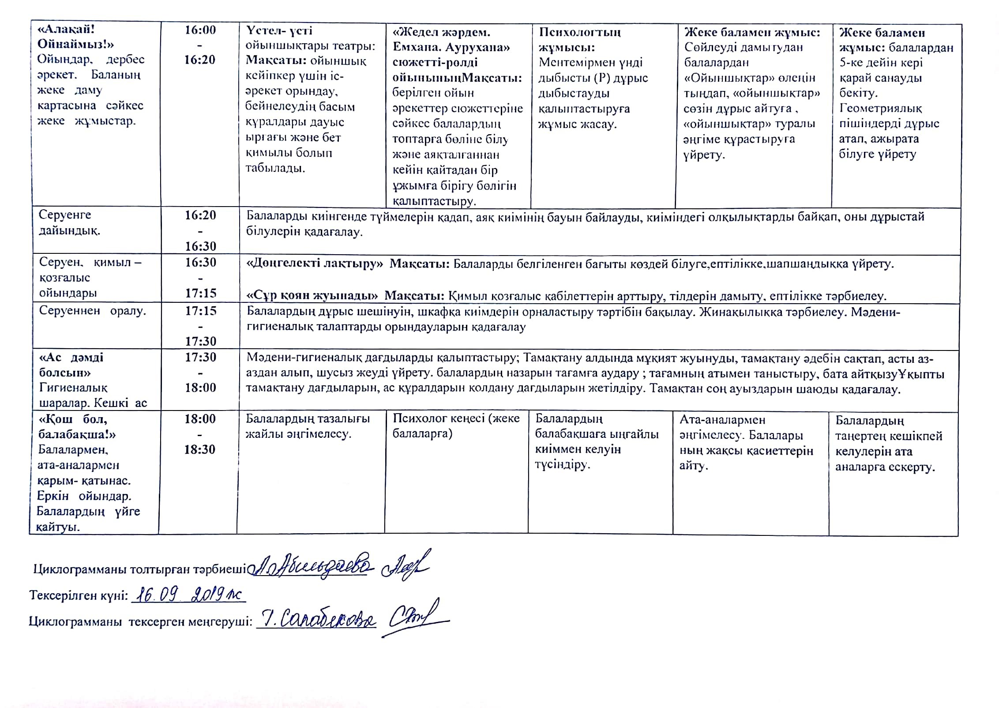 «Алақай!
Ойнаймыз!»
Ойындар, дербес
әрекет. Баланың
жеке даму
картасына сәйкес
жеке жұмыстар.
16:00
-
16:20
Үстел- үсті
ойыншықтары театры:
Мақсаты: ойыншық
кейіпкер үшін іс-
әрекет орындау,
бейнелеудің басым
құралдары дауыс
ырғағы және бет
қимылы болып
табылады.
«Жедел жәрдем.
Емхана. Аурухана»
сюжетті-рөлді
ойыныныңМақсаты:
берілген ойын
әрекеттер сюжеттеріне
сәйкес балалардың
топтарға бөліне білу
және аяқталғаннан
кейін қайтадан бір
ұжымға бірігу бөлігін
қалыптастыру.
Психологтың
жұмысы:
Ментемірмен үнді
дыбысты (Р) дұрыс
дыбыстауды
қалыптастыруға
жұмыс жасау.
Жеке баламен жұмыс:
Сөйлеуді дамытудан
балалардан
«Ойыншықтар» өлеңін
тыңдап, «ойыншықтар»
сөзін дұрыс айтуға ,
«ойыншықтар» туралы
әңгіме құрастыруға
үйрету.
Жеке баламен
жұмыс: балалардан
5-ке дейін кері
қарай санауды
бекіту.
Геометриялық
пішіндерді дұрыс
атап, ажырата
білуге үйрету
Серуенге
дайындық.
16:20
-
16:30
Балаларды киінгенде түймелерін қадап, аяқ киімінің бауын байлауды, киіміндегі олқылықтарды байқап, оны дұрыстай
білулерін қадағалау.
Серуен, қимыл –
қозғалыс
ойындары
16:30
-
17:15
«Дөңгелекті лақтыру» Мақсаты: Балаларды белгіленген бағыты көздей білуге,ептілікке,шапшаңдыққа үйрету.
«Сұр қоян жуынады» Мақсаты: Қимыл қозғалыс қабілеттерін арттыру, тілдерін дамыту, ептілікке тәрбиелеу.
Серуеннен оралу.
17:15
-
17:30
Балалардың дұрыс шешінуін, шкафқа киімдерін орналастыру тәртібін бақылау. Жинақылыққа тәрбиелеу. Мәдени-
гигиеналық талаптарды орындауларын қадағалау
«Ас дәмді
болсын»
Гигиеналық
шаралар. Кешкі ас
17:30
-
18:00
Мәдени-гигиеналық дағдыларды қалыптастыру; Тамақтану алдында мұқият жуынуды, тамақтану әдебін сақтап, асты аз-
аздан алып, шусыз жеуді үйрету. балалардың назарын тағамға аудару ; тағамның атымен таныстыру, бата айтқызуҰқыпты
тамақтану дағдыларын, ас құралдарын қолдану дағдыларын жетілдіру. Тамақтан соң ауыздарын шаюды қадағалау.
«Қош бол,
балабақша!»
Балалармен,
ата-аналармен
қарым- қатынас.
Еркін ойындар.
Балалардың үйге
қайтуы.
18:00
-
18:30
Балалардың тазалығы
жайлы әңгімелесу.
Психолог кеңесі (жеке
балаларға)
Балалардың
балабақшаға ыңғайлы
киіммен келуін
түсіндіру.
Ата-аналармен
әңгімелесу. Балалары
ның жақсы қасиеттерін
айту.
Балалардың
таңертең кешікпей
келулерін ата
аналарға ескерту.
Циклограмманы толтырған тәрбиеші А. Абильдаева
Тексерілген күні: 16.09. 2019 ж
Циклограмманы тексерген меңгеруші: Г. Сапабекова